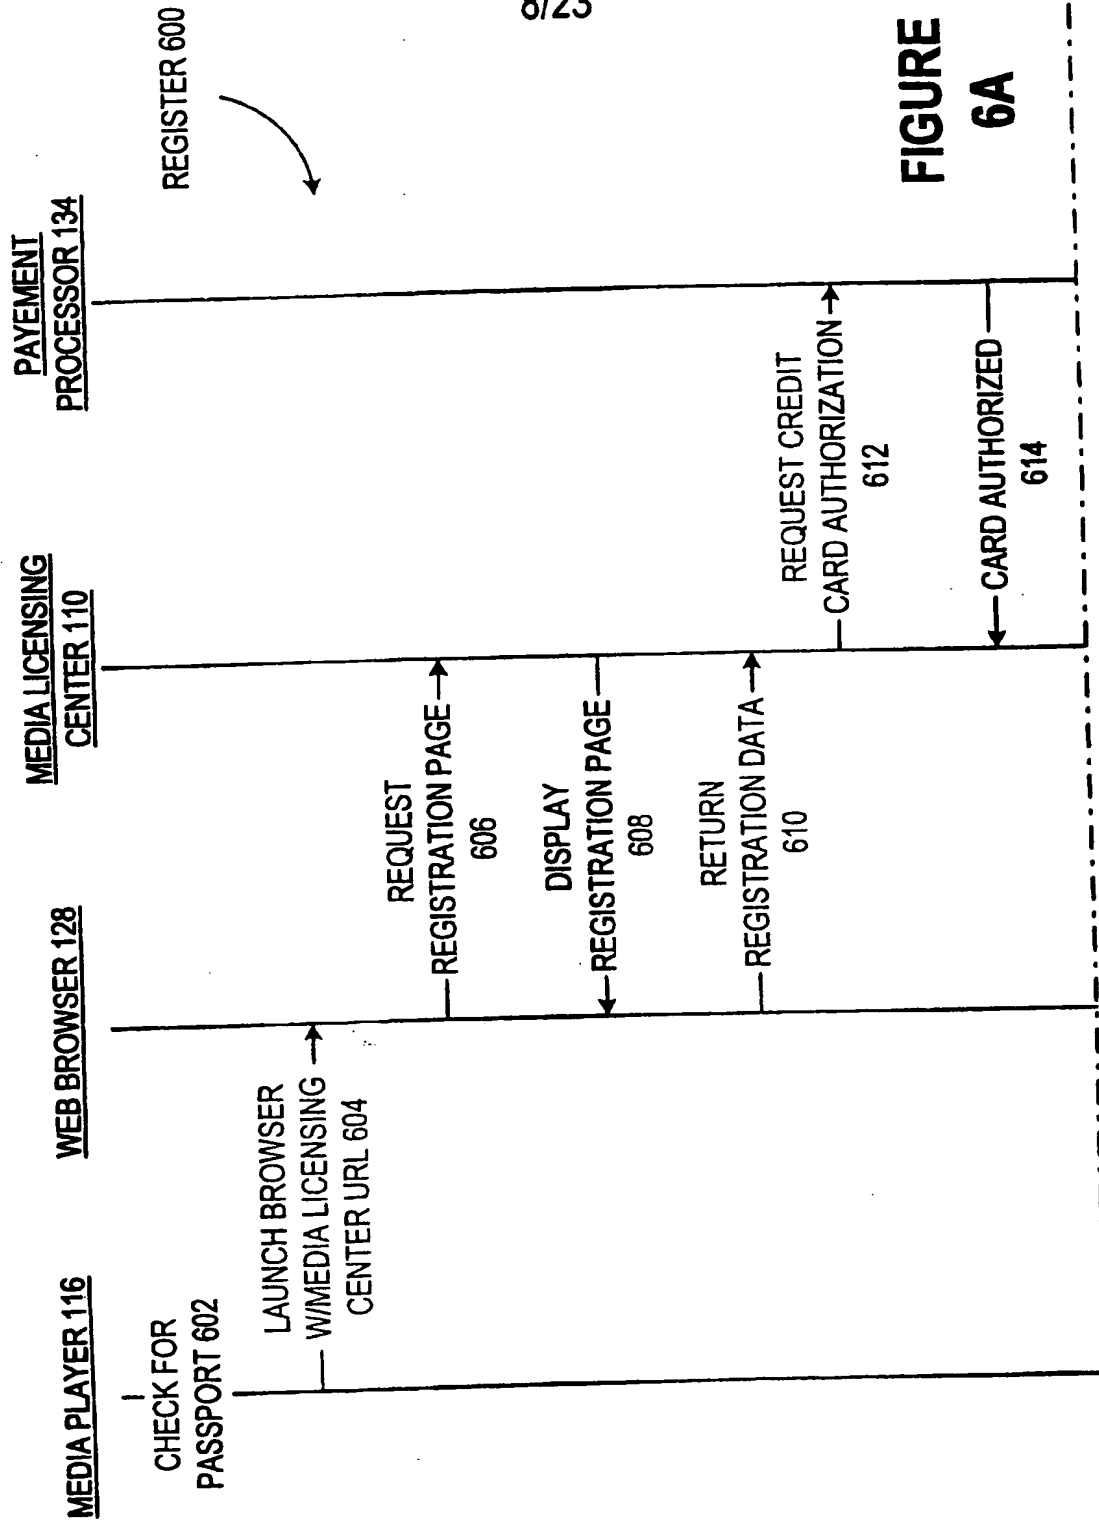 8/23
REGISTER 600
MEDIA PLAYER 116
WEB BROWSER 128
MEDIA LICENSING
CENTER 110
PAYEMENT
PROCESSOR 134
CHECK FOR
PASSPORT 602
LAUNCH BROWSER
W/MEDIA LICENSING
CENTER URL 604
REQUEST
REGISTRATION PAGE
606
DISPLAY
REGISTRATION PAGE
608
RETURN
REGISTRATION DATA
610
REQUEST CREDIT
CARD AUTHORIZATION
612
CARD AUTHORIZED
614
FIGURE
6A